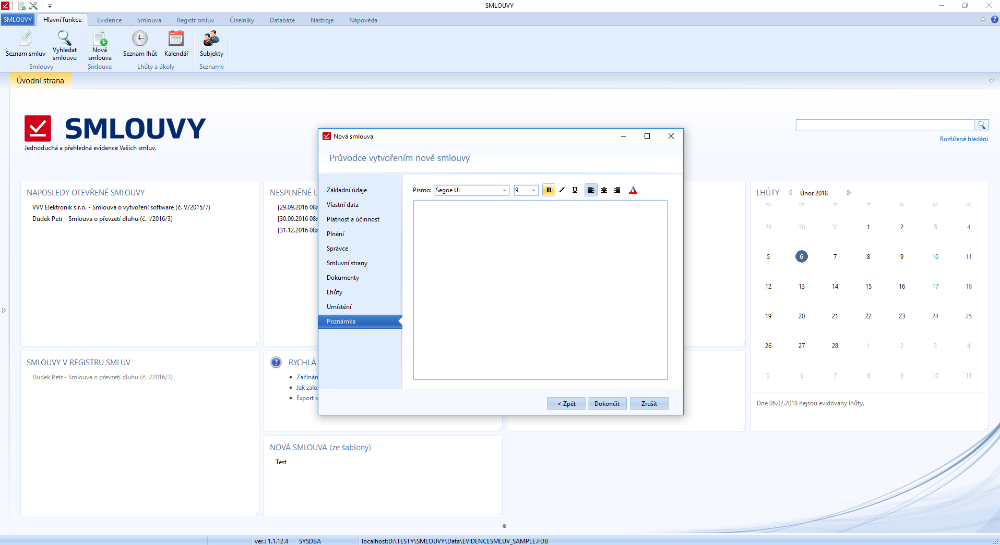 SMLOUVY
SMLOUVY Hlavní funkce Evidence Smlouva Registr smluv Číselníky Databáze Nástroje Nápověda
Seznam smluv
Vyhledat smlouvu
Nová smlouva
Seznam lhůt
Kalendář
Subjekty
Smlouvy Smlouva Lhůty a úkoly Seznamy
Úvodní strana
SMLOUVY
Jednoduchá a přehledná evidence Vašich smluv.
Rozšířené hledání
NAPOSLEDY OTEVŘENÉ SMLOUVY
VVV Elektronik s.r.o. - Smlouva o vytvoření software (č. V/2015/7)
Dudek Petr - Smlouva o převzetí dluhu (č. I/2016/3)
NESPLNĚNÉ L
[29.09.2016 08:
[30.09.2016 08:
[31.12.2016 08:
Nová smlouva
Průvodce vytvořením nové smlouvy
Základní údaje
Vlastní data
Platnost a účinnost
Plnění
Správce
Smluvní strany
Dokumenty
Lhůty
Umístění
Poznámka
Písmo: Segoe UI 9 B I U A
< Zpět Dokončit Zrušit
LHŮTY Únor 2018
PO ÚT ST ČT PÁ SO NE
29 30 31 1 2 3 4
5 6 7 8 9 10 11
12 13 14 15 16 17 18
19 20 21 22 23 24 25
26 27 28 1 2 3 4
5 6 7 8 9 10 11
Dne 06.02.2018 nejsou evidovány lhůty.
SMLOUVY V REGISTRU SMLUV
Dudek Petr - Smlouva o převzetí dluhu (č. I/2016/3)
RYCHLÁ
Začínám
Jak zalo
Export s
NOVÁ SMLOUVA (ze šablony)
Test
ver.: 1.1.12.4 SYSDBA localhost:D:\TESTY\SMLOUVY\Data\EVIDENCESMLUV_SAMPLE.FDB